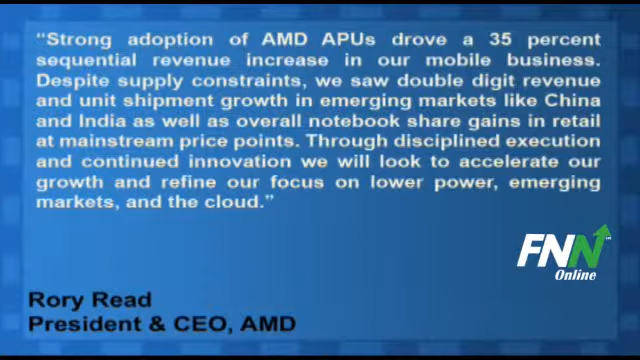 “Strong adoption of AMD APUs drove a 35 percent
sequential revenue increase in our mobile business.
Despite supply constraints, we saw double digit revenue
and unit shipment growth in emerging markets like China
and India as well as overall notebook share gains in retail
at mainstream price points. Through disciplined execution
and continued innovation we will look to accelerate our
growth and refine our focus on lower power, emerging
markets, and the cloud.”
FNN
Online
Rory Read
President & CEO, AMD